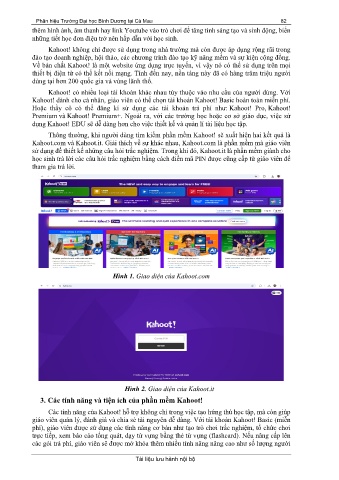 Phân hiệu Trường Đại học Bình Dương tại Cà Mau 82
thêm hình ảnh, âm thanh hay link Youtube vào trò chơi để tăng tính sáng tạo và sinh động, biến
những tiết học đơn điệu trở nên hấp dẫn với học sinh.
Kahoot! không chỉ được sử dụng trong nhà trường mà còn được áp dụng rộng rãi trong
đào tạo doanh nghiệp, hội thảo, các chương trình đào tạo kỹ năng mềm và sự kiện cộng đồng.
Về bản chất Kahoot! là một website ứng dụng trực tuyến, vì vậy nó có thể sử dụng trên mọi
thiết bị điện tử có thể kết nối mạng. Tính đến nay, nền tảng này đã có hàng trăm triệu người
dùng tại hơn 200 quốc gia và vùng lãnh thổ.
Kahoot! có nhiều loại tài khoản khác nhau tùy thuộc vào nhu cầu của người dùng. Với
Kahoot! dành cho cá nhân, giáo viên có thể chọn tài khoản Kahoot! Basic hoàn toàn miễn phí.
Hoặc thầy cô có thể đăng kí sử dụng các tài khoản trả phí như: Kahoot! Pro, Kahoot!
Premium và Kahoot! Premium+. Ngoài ra, với các trường học hoặc cơ sở giáo dục, việc sử
dụng Kahoot! EDU sẽ dễ dàng hơn cho việc thiết kế và quản lí tài liệu học tập.
Thông thường, khi người dùng tìm kiếm phần mềm Kahoot! sẽ xuất hiện hai kết quả là
Kahoot.com và Kahoot.it. Giải thích về sự khác nhau, Kahoot.com là phần mềm mà giáo viên
sử dụng để thiết kế những câu hỏi trắc nghiệm. Trong khi đó, Kahoot.it là phần mềm giành cho
học sinh trả lời các câu hỏi trắc nghiệm bằng cách điền mã PIN được cung cấp từ giáo viên để
tham gia trả lời.
The NEW and easy way to engage and learn for FREE
Hình 1. Giao diện của Kahoot.com
Kahoot!
Hình 2. Giao diện của Kahoot.it
3. Các tính năng và tiện ích của phần mềm Kahoot!
Các tính năng của Kahoot! hỗ trợ không chỉ trong việc tạo hứng thú học tập, mà còn giúp
giáo viên quản lý, đánh giá và chia sẻ tài nguyên dễ dàng. Với tài khoản Kahoot! Basic (miễn
phí), giáo viên được sử dụng các tính năng cơ bản như tạo trò chơi trắc nghiệm, tổ chức chơi
trực tiếp, xem báo cáo tổng quát, dạy từ vựng bằng thẻ từ vựng (flashcard). Nếu nâng cấp lên
các gói trả phí, giáo viên sẽ được mở khóa thêm nhiều tính năng nâng cao như số lượng người
Tài liệu lưu hành nội bộ